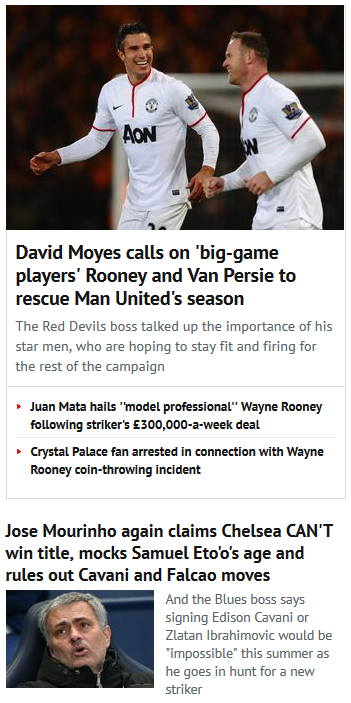 AON
AON
David Moyes calls on 'big-game
players' Rooney and Van Persie to
rescue Man United's season
The Red Devils boss talked up the importance of his
star men, who are hoping to stay fit and firing for
the rest of the campaign
Juan Mata hails ''model professional'' Wayne Rooney
following striker's £300,000-a-week deal
Crystal Palace fan arrested in connection with Wayne
Rooney coin-throwing incident
Jose Mourinho again claims Chelsea CAN'T
win title, mocks Samuel Eto'o's age and
rules out Cavani and Falcao moves
And the Blues boss says
signing Edison Cavani or
Zlatan Ibrahimovic would be
"impossible" this summer as
he goes in hunt for a new
striker